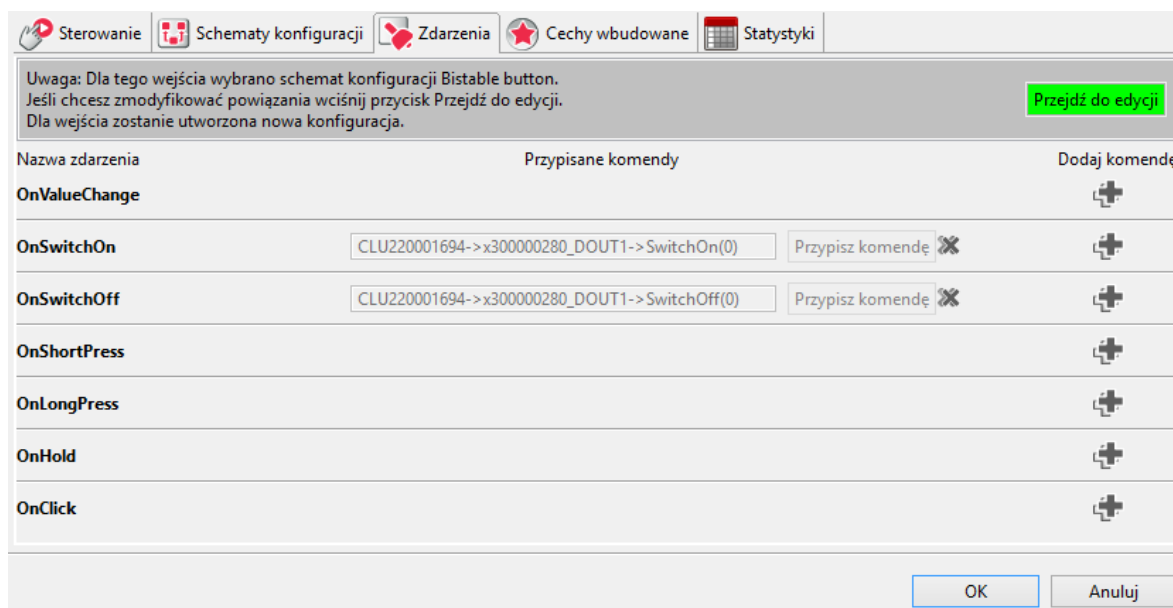 Sterowanie Schematy konfiguracji Zdarzenia Cechy wbudowane Statystyki
Uwaga: Dla tego wejścia wybrano schemat konfiguracji Bistable button.
Jeśli chcesz zmodyfikować powiązania wciśnij przycisk Przejdź do edycji.
Dla wejścia zostanie utworzona nowa konfiguracja.
Przejdź do edycji
Nazwa zdarzenia Przypisane komendy Dodaj komendę
OnValueChange
OnSwitchOn CLU220001694->x300000280_DOUT1->SwitchOn(0) Przypisz komendę
OnSwitchOff CLU220001694->x300000280_DOUT1->SwitchOff(0) Przypisz komendę
OnShortPress
OnLongPress
OnHold
OnClick
OK Anuluj